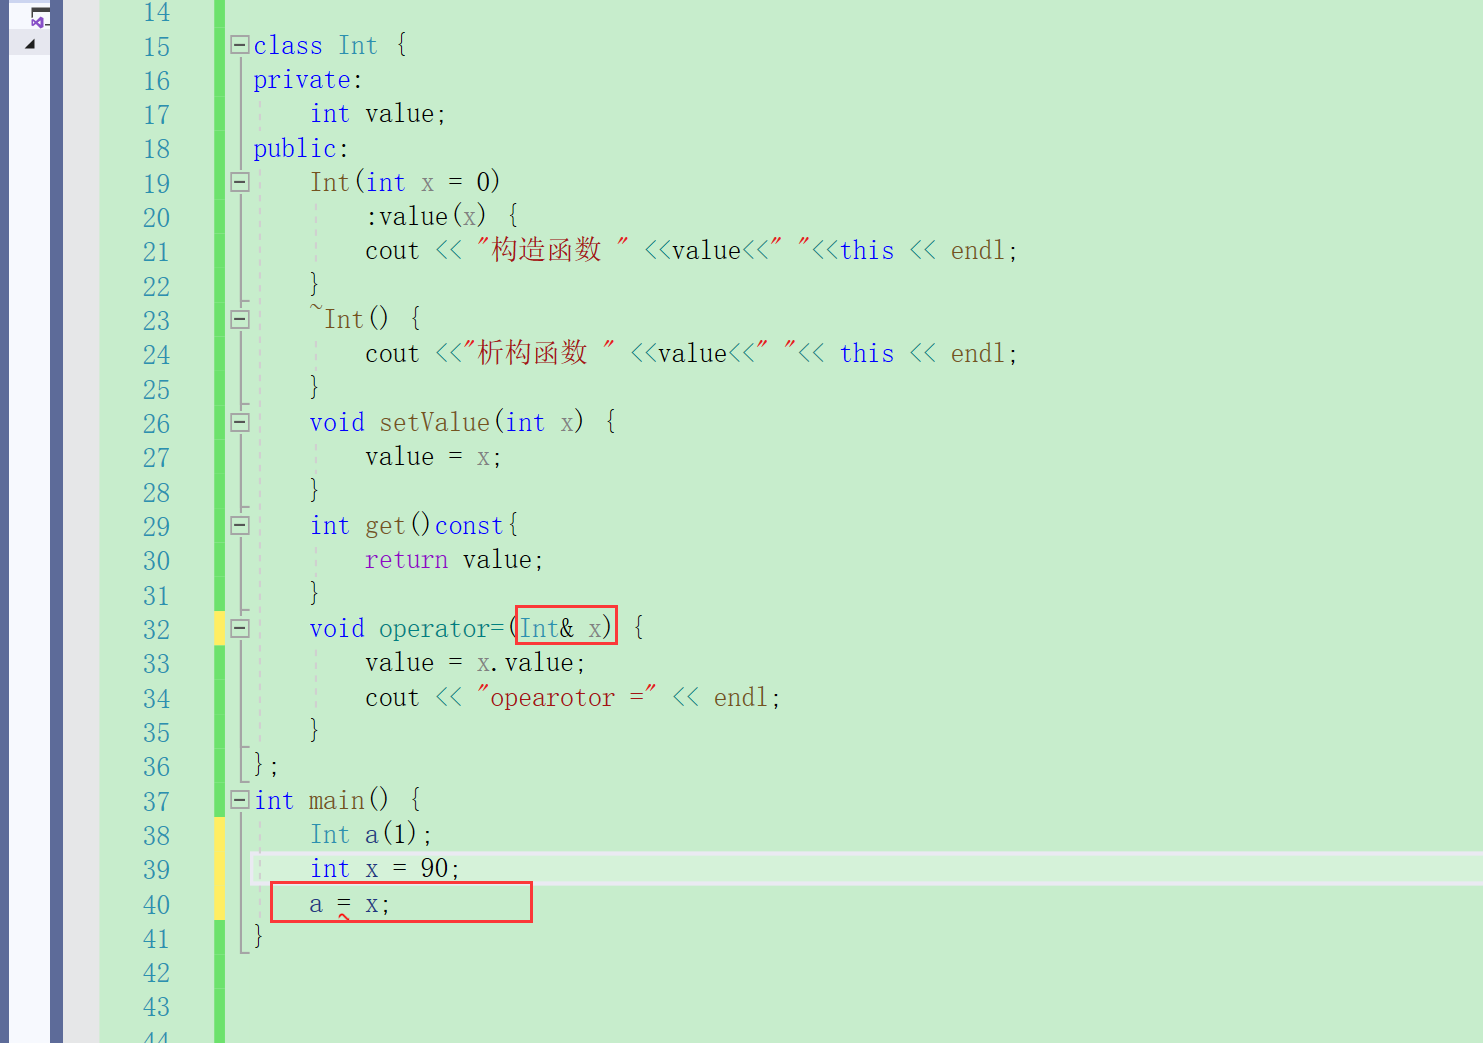 14
15 class Int {
16 private:
17 int value;
18 public:
19 Int(int x = 0)
20 :value(x) {
21 cout << "构造函数 " <<value<<" "<<this << endl;
22 }
23 ~Int() {
24 cout <<"析构函数 " <<value<<" "<< this << endl;
25 }
26 void setValue(int x) {
27 value = x;
28 }
29 int get()const{
30 return value;
31 }
32 void operator=(Int& x) {
33 value = x.value;
34 cout << "opearotor =" << endl;
35 }
36 };
37 int main() {
38 Int a(1);
39 int x = 90;
40 a = x;
41 }
42
43
44